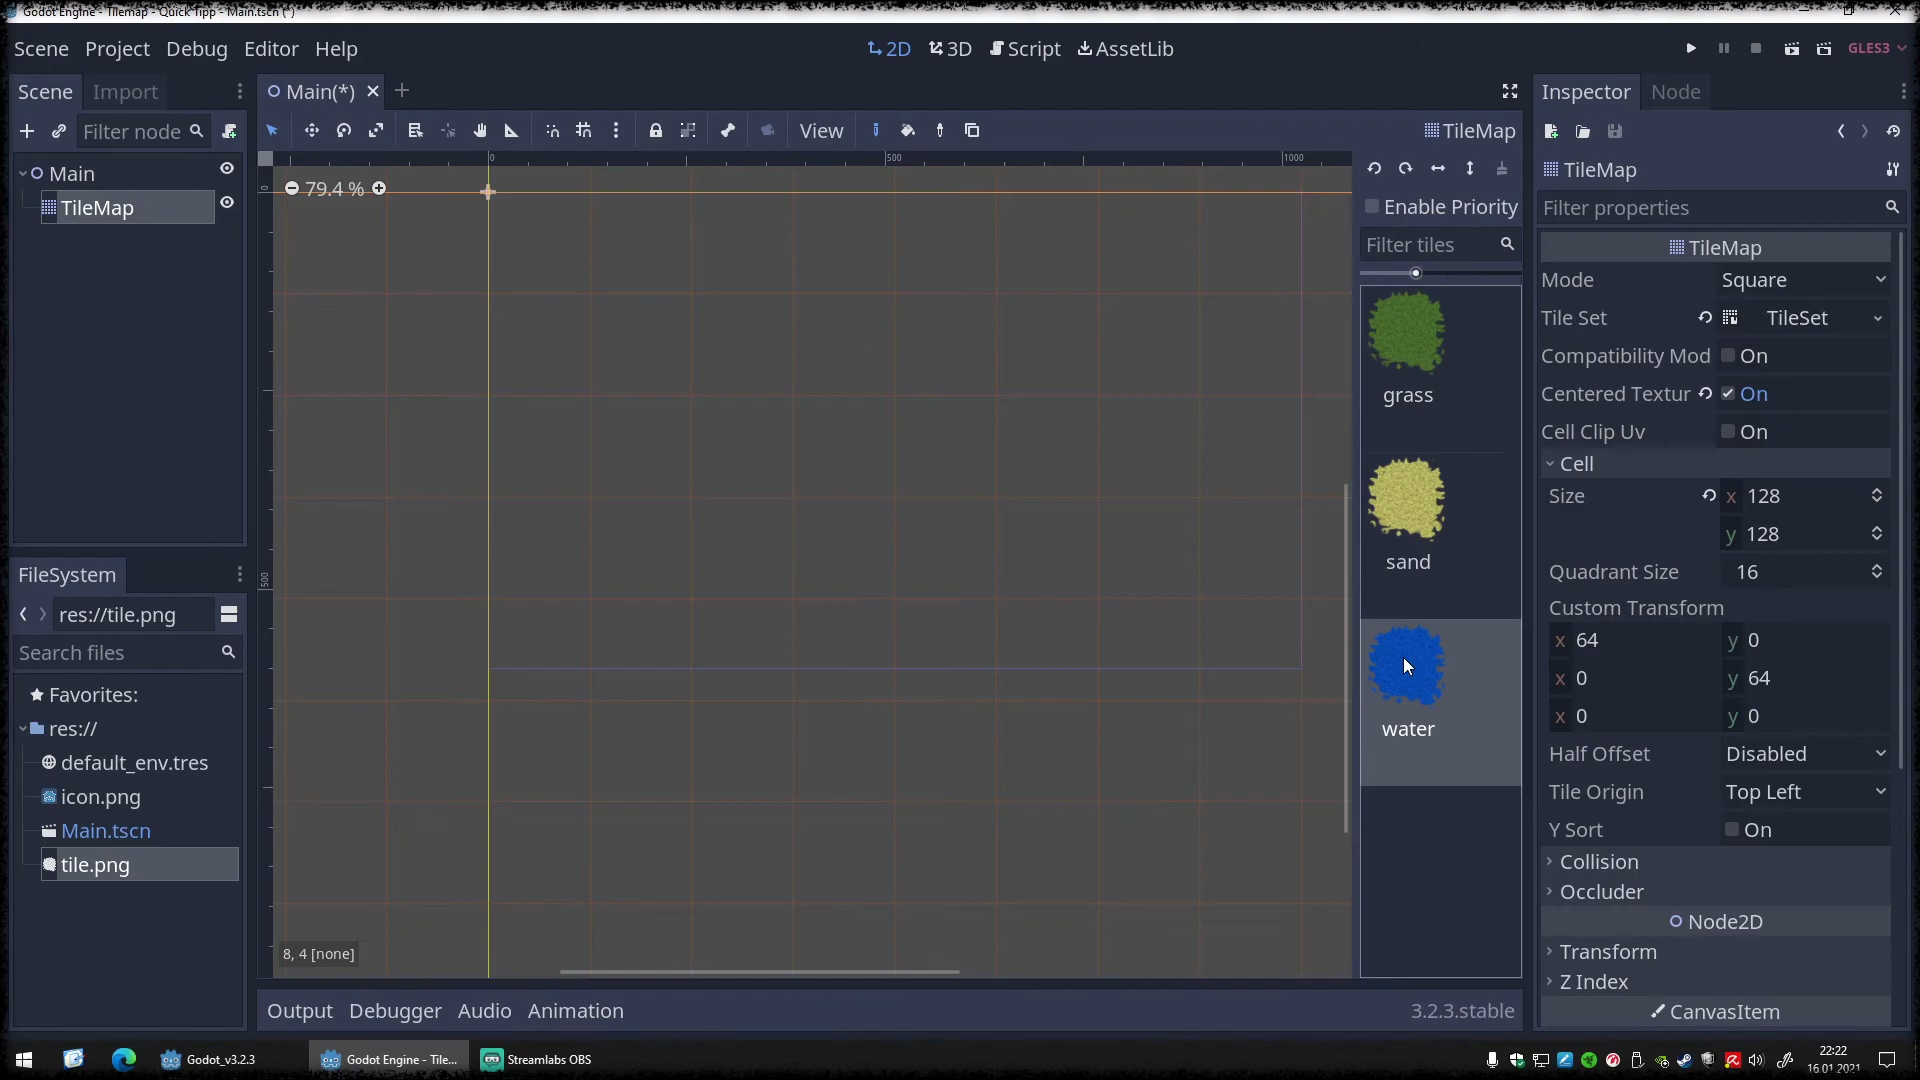 Godot Engine - Tilemap - Quick Tipp - Main.tscn (*)
Scene Project Debug Editor Help
2D 3D Script AssetLib
GLES3
Scene Import
Main(*)
Inspector Node
Filter node
View
TileMap
Main
TileMap
0 500 1000
0
500
79.4 %
Enable Priority
Filter tiles
grass
sand
water
8, 4 [none]
TileMap
Filter properties
TileMap
Mode Square
Tile Set TileSet
Compatibility Mod On
Centered Textur On
Cell Clip Uv On
Cell
Size x 128
y 128
Quadrant Size 16
Custom Transform
x 64 y 0
x 0 y 64
x 0 y 0
Half Offset Disabled
Tile Origin Top Left
Y Sort On
Collision
Occluder
Node2D
Transform
Z Index
CanvasItem
FileSystem
res://tile.png
Search files
Favorites:
res://
default_env.tres
icon.png
Main.tscn
tile.png
Output Debugger Audio Animation
3.2.3.stable
Godot_v3.2.3
Godot Engine - Tile...
Streamlabs OBS
22:22
16.01.2021